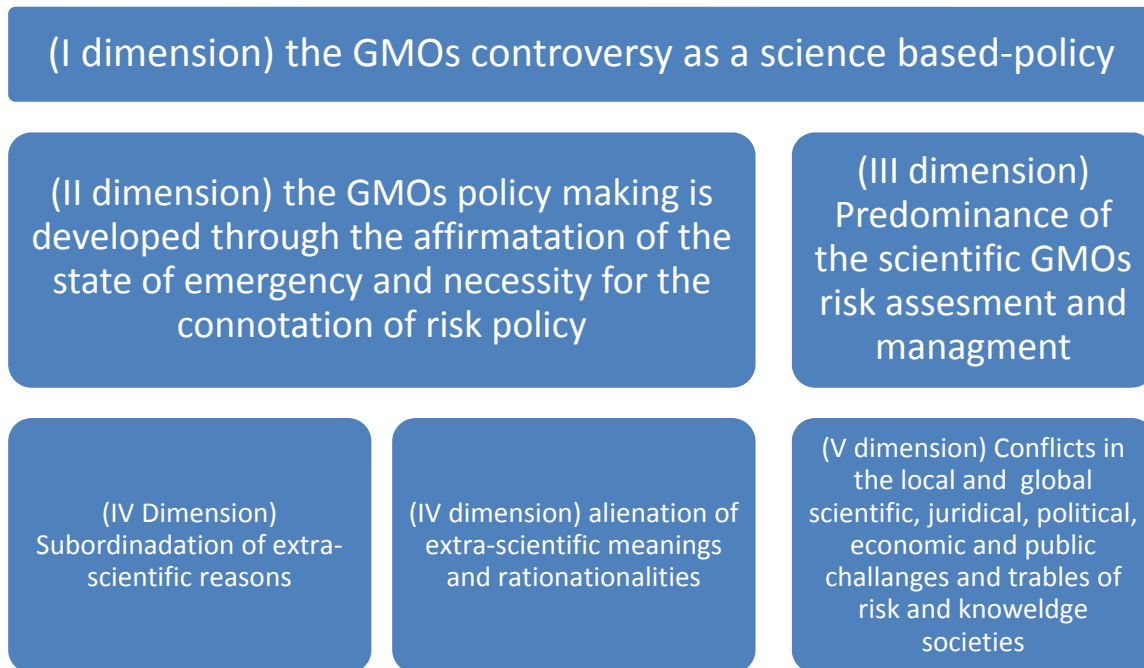 (I dimension) the GMOs controversy as a science based-policy
(II dimension) the GMOs policy making is
developed through the affirmatation of the
state of emergency and necessity for the
connotation of risk policy
(III dimension)
Predominance of
the scientific GMOs
risk assesment and
managment
(IV Dimension)
Subordinadation of extra-
scientific reasons
(IV dimension) alienation of
extra-scientific meanings
and rationationalities
(V dimension) Conflicts in
the local and global
scientific, juridical, political,
economic and public
challanges and trables of
risk and knoweldge
societies